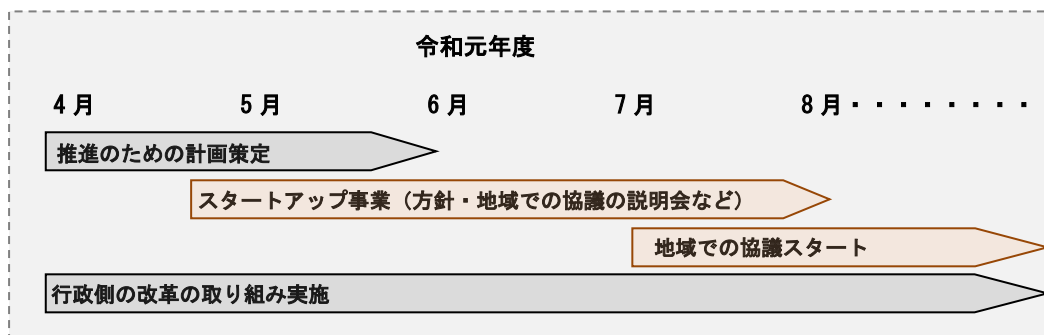 令和元年度
4月 5月 6月 7月 8月・・・・・・・・
推進のための計画策定
スタートアップ事業（方針・地域での協議の説明会など）
地域での協議スタート
行政側の改革の取り組み実施